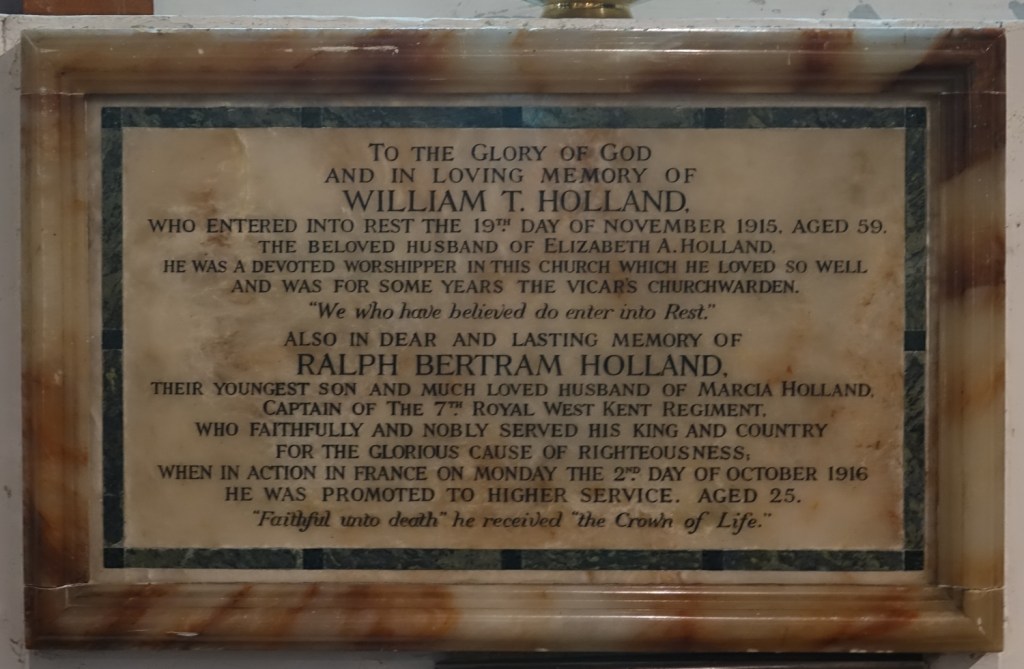 To the Glory of God
and in loving memory of
WILLIAM T. HOLLAND,
who entered into rest the 19TH day of November 1915, aged 59.
the beloved husband of Elizabeth A. Holland.
He was a devoted worshipper in this church which he loved so well
and was for some years the Vicar's Churchwarden.
"We who have believed do enter into Rest."
Also in dear and lasting memory of
RALPH BERTRAM HOLLAND,
their youngest son and much loved husband of Marcia Holland,
Captain of The 7TH Royal West Kent Regiment,
who faithfully and nobly served his king and country
for the glorious cause of righteousness;
when in action in France on Monday the 2ND day of October 1916
he was promoted to higher service. Aged 25.
"Faithful unto death" he received "the Crown of Life."